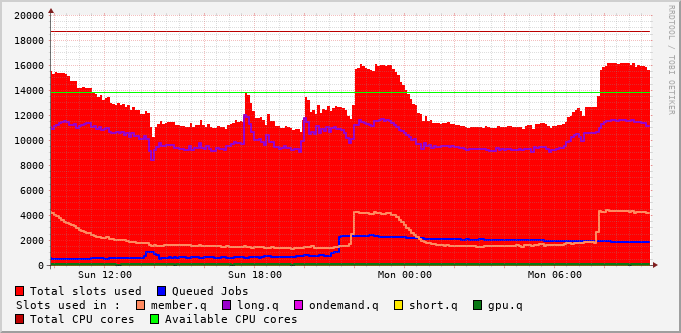 RRDTOOL / TOBI OETIKER
20000
18000
16000
14000
12000
10000
8000
6000
4000
2000
0
Sun 12:00 Sun 18:00 Mon 00:00 Mon 06:00
Total slots used Queued Jobs
Slots used in : member.q long.q ondemand.q short.q gpu.q
Total CPU cores Available CPU cores